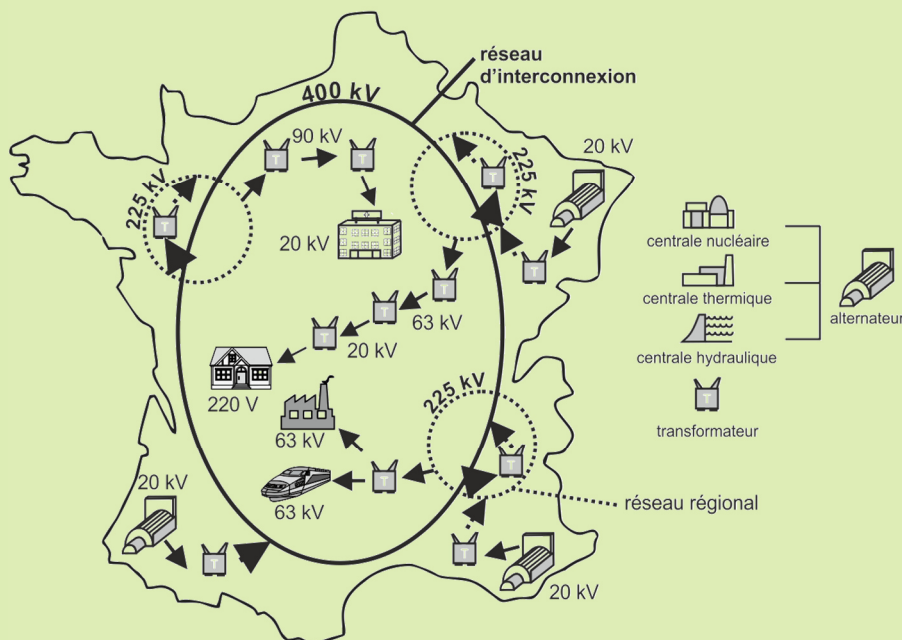 réseau
d'interconnexion
400 kV
90 kV
T
T
225 kV
T
20 kV
225 kV
T
20 kV
T
T
63 kV
T
20 kV
T
220 V
63 kV
225 kV
T
T
63 kV
réseau régional
20 kV
T
T
20 kV
centrale nucléaire
centrale thermique
alternateur
centrale hydraulique
T
transformateur